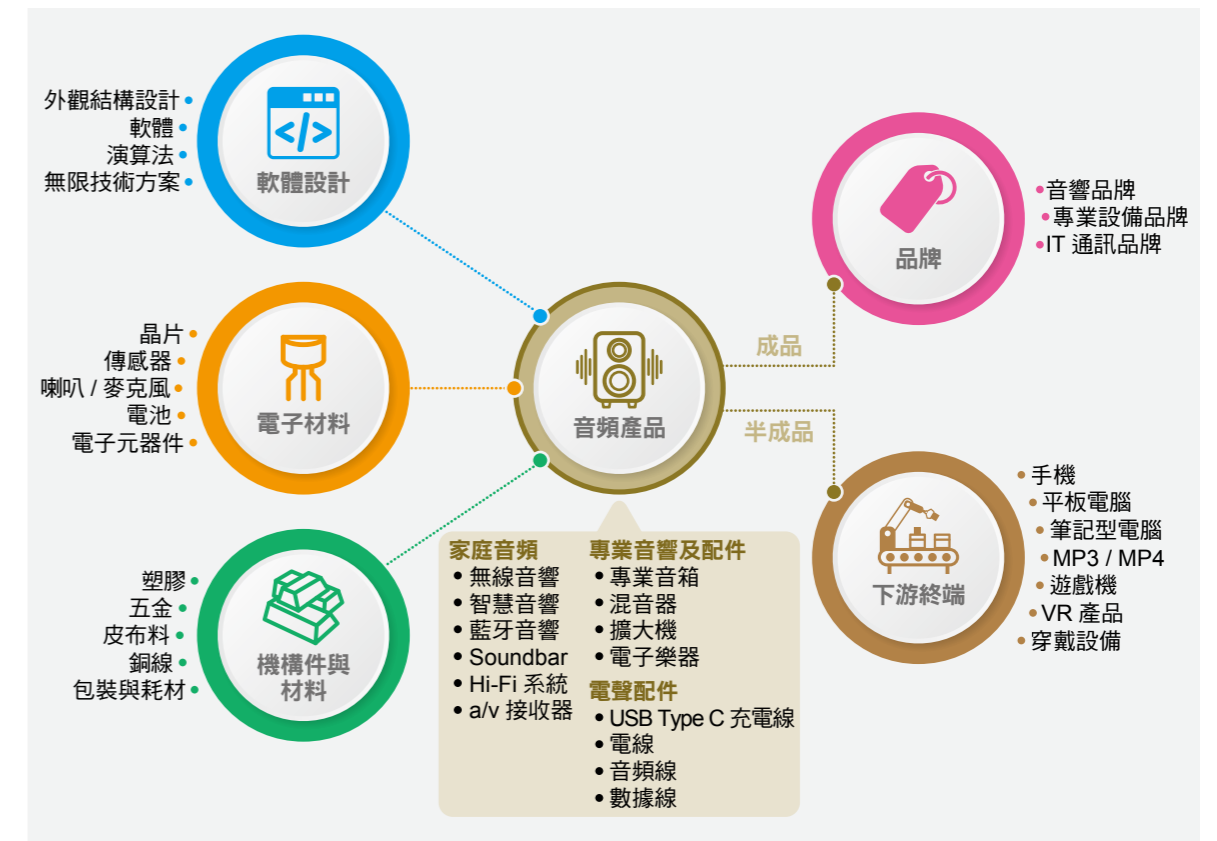 外觀結構設計
軟體
演算法
無限技術方案
</>
軟體設計
晶片
傳感器
喇叭 / 麥克風
電池
電子元器件
電子材料
塑膠
五金
皮布料
銅線
包裝與耗材
機構件與
材料
音頻產品
家庭音頻
• 無線音響
• 智慧音響
• 藍牙音響
• Soundbar
• Hi-Fi 系統
• a/v 接收器
專業音響及配件
• 專業音箱
• 混音器
• 擴大機
• 電子樂器
電聲配件
• USB Type C 充電線
• 電線
• 音頻線
• 數據線
成品
半成品
品牌
音響品牌
專業設備品牌
IT 通訊品牌
下游終端
手機
平板電腦
筆記型電腦
MP3 / MP4
遊戲機
VR 產品
穿戴設備